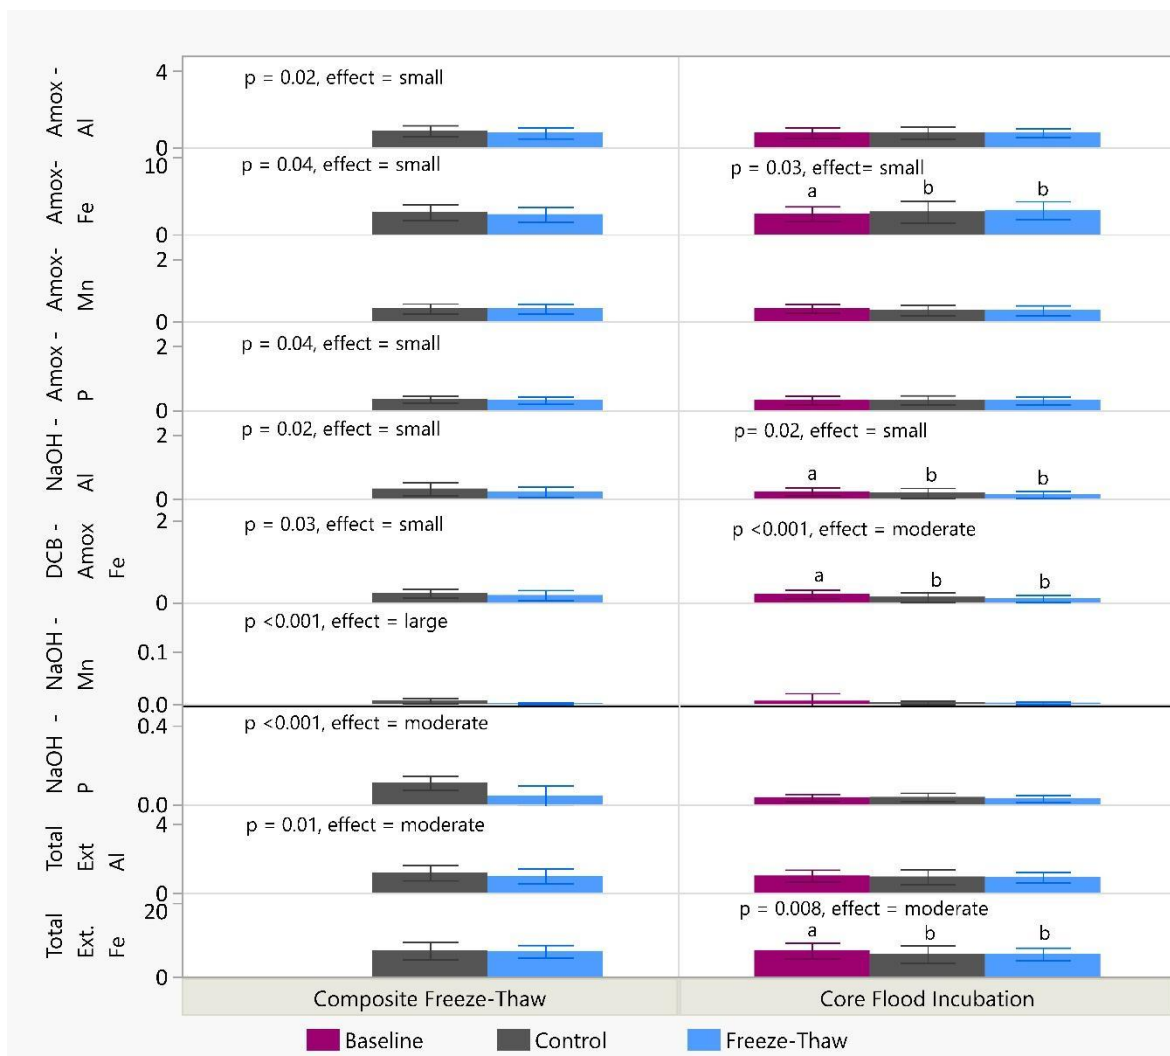 Amox -
Al
4
0
p = 0.02, effect = small
Amox-
Fe
10
0
p = 0.04, effect = small
p = 0.03, effect= small
a b b
Amox-
Mn
2
0
Amox -
P
2
0
p = 0.04, effect = small
NaOH -
Al
2
0
p = 0.02, effect = small
p= 0.02, effect = small
a b b
DCB -
Amox
Fe
2
0
p = 0.03, effect = small
p <0.001, effect = moderate
a b b
NaOH -
Mn
0.1
0.0
p <0.001, effect = large
NaOH -
P
0.4
0.0
p <0.001, effect = moderate
Total
Ext
Al
4
0
p = 0.01, effect = moderate
Total
Ext.
Fe
20
0
p = 0.008, effect = moderate
a b b
Composite Freeze-Thaw
Core Flood Incubation
Baseline Control Freeze-Thaw